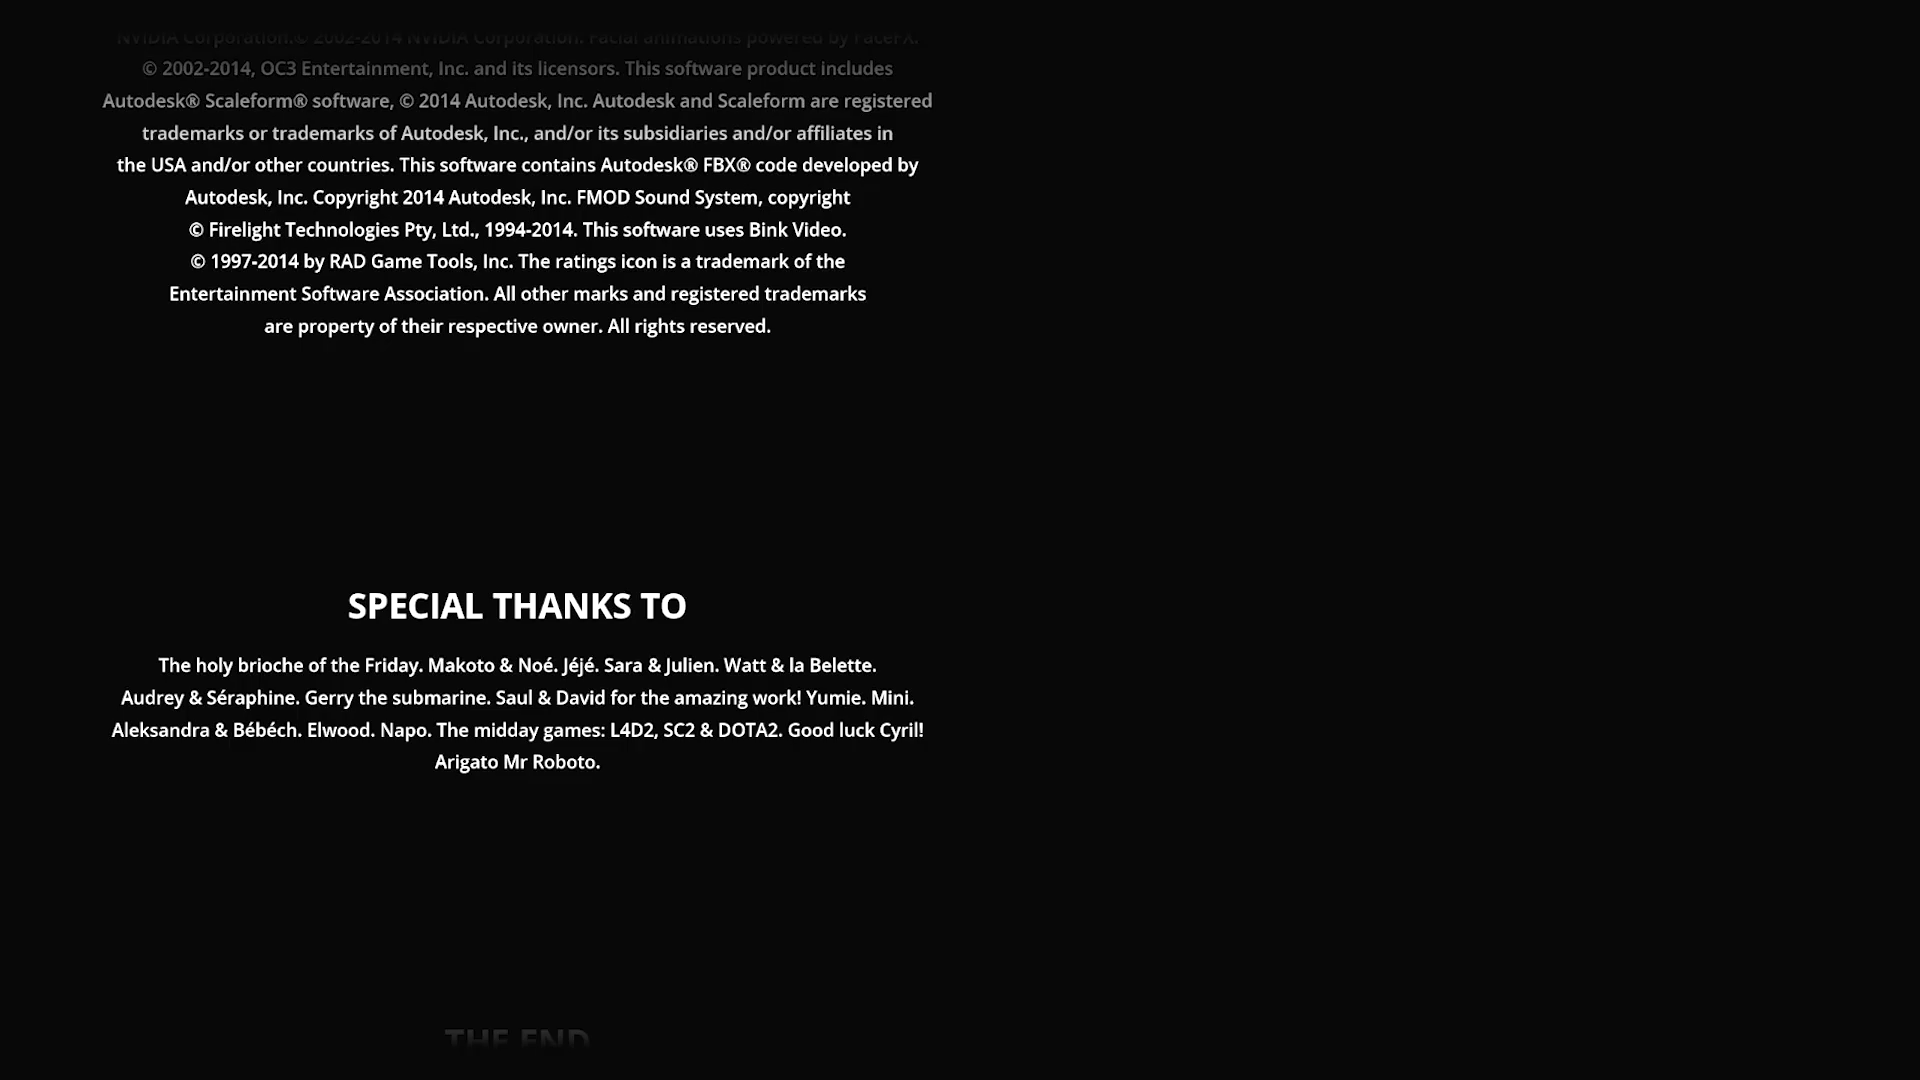 NVIDIA Corporation.© 2002-2014 NVIDIA Corporation. Facial animations powered by FaceFX.
© 2002-2014, OC3 Entertainment, Inc. and its licensors. This software product includes
Autodesk® Scaleform® software, © 2014 Autodesk, Inc. Autodesk and Scaleform are registered
trademarks or trademarks of Autodesk, Inc., and/or its subsidiaries and/or affiliates in
the USA and/or other countries. This software contains Autodesk® FBX® code developed by
Autodesk, Inc. Copyright 2014 Autodesk, Inc. FMOD Sound System, copyright
© Firelight Technologies Pty, Ltd., 1994-2014. This software uses Bink Video.
© 1997-2014 by RAD Game Tools, Inc. The ratings icon is a trademark of the
Entertainment Software Association. All other marks and registered trademarks
are property of their respective owner. All rights reserved.
SPECIAL THANKS TO
The holy brioche of the Friday. Makoto & Noé. Jéjé. Sara & Julien. Watt & la Belette.
Audrey & Séraphine. Gerry the submarine. Saul & David for the amazing work! Yumie. Mini.
Aleksandra & Bébéch. Elwood. Napo. The midday games: L4D2, SC2 & DOTA2. Good luck Cyril!
Arigato Mr Roboto.
THE END